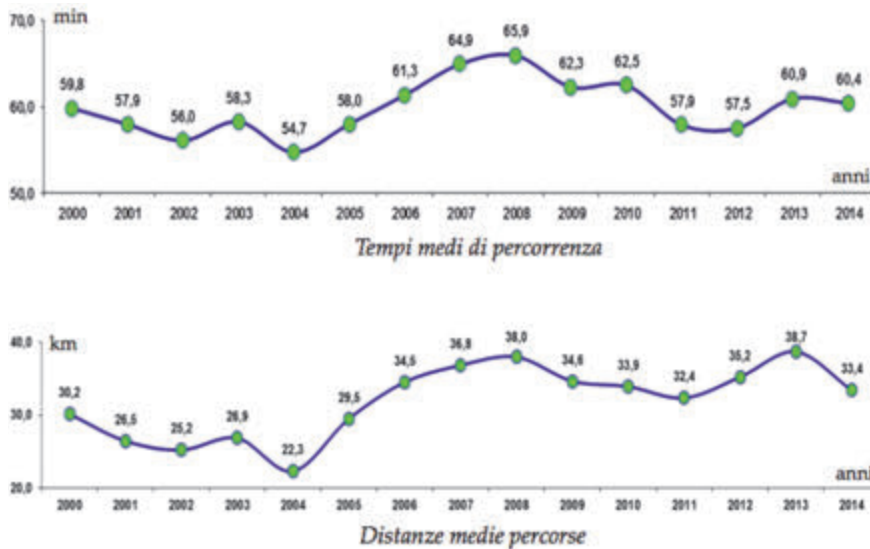 70,0 min
59,8 57,9 56,0 58,3 54,7 58,0 61,3 64,9 65,9 62,3 62,5 57,9 57,5 60,9 60,4
60,0
anni
50,0
2000 2001 2002 2003 2004 2005 2006 2007 2008 2009 2010 2011 2012 2013 2014
Tempi medi di percorrenza
40,0 km
30,2 26,5 25,2 26,9 22,3 29,5 34,5 36,8 38,0 34,6 33,9 32,4 35,2 38,7 33,4
30,0
anni
20,0
2000 2001 2002 2003 2004 2005 2006 2007 2008 2009 2010 2011 2012 2013 2014
Distanze medie percorse